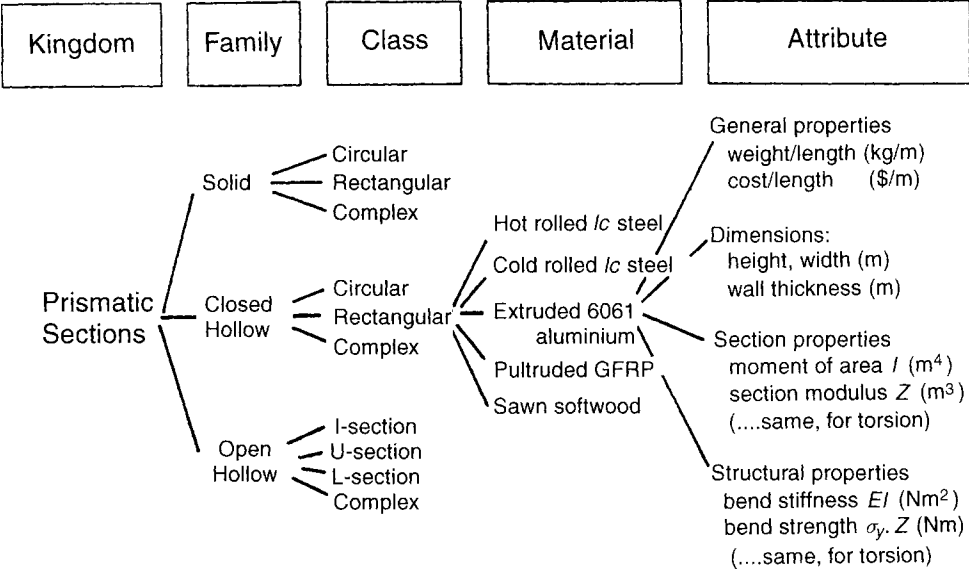 Kingdom
Family
Class
Material
Attribute
Prismatic
Sections
Solid
Closed
Hollow
Open
Hollow
Circular
Rectangular
Complex
Circular
Rectangular
Complex
I-section
U-section
L-section
Complex
Hot rolled lc steel
Cold rolled lc steel
Extruded 6061
aluminium
Pultruded GFRP
Sawn softwood
General properties
weight/length (kg/m)
cost/length ($/m)
Dimensions:
height, width (m)
wall thickness (m)
Section properties
moment of area I (m⁴)
section modulus Z (m³)
(....same, for torsion)
Structural properties
bend stiffness EI (Nm²)
bend strength σy. Z (Nm)
(....same, for torsion)